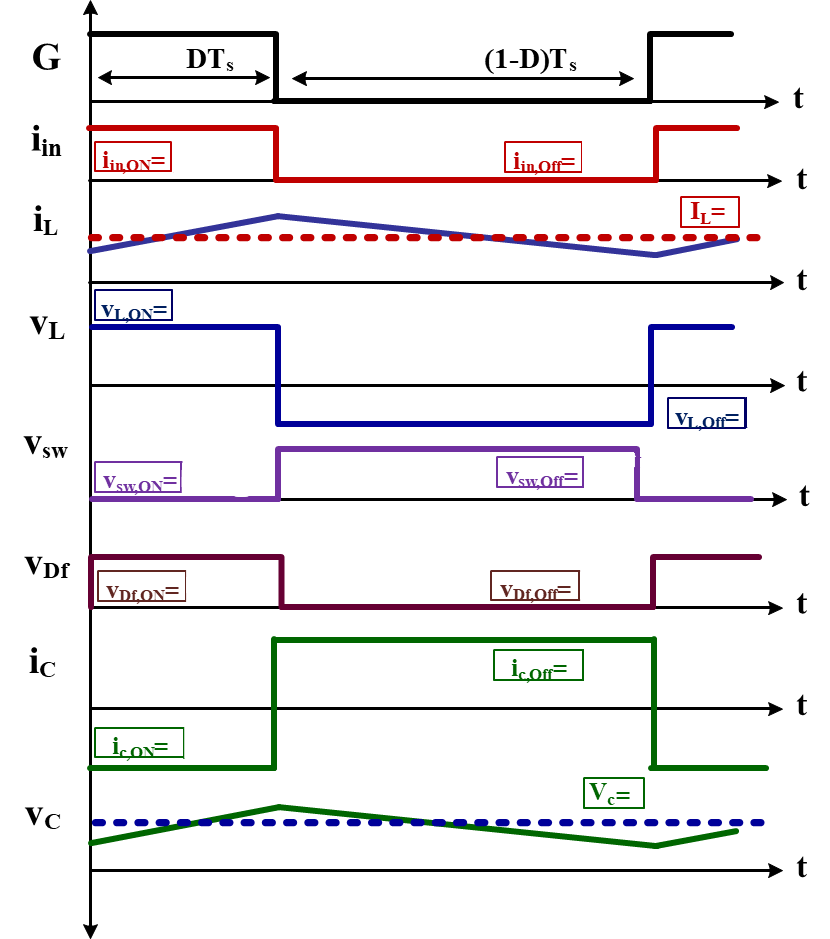 G
DTs
(1-D)Ts
t
iin
iin,ON=
iin,Off=
t
iL
IL=
t
vL
vL,ON=
t
vL,Off=
vsw
vsw,ON=
vsw,Off=
t
vDf
vDf,ON=
vDf,Off=
t
iC
ic,Off=
t
ic,ON=
Vc=
vC
t